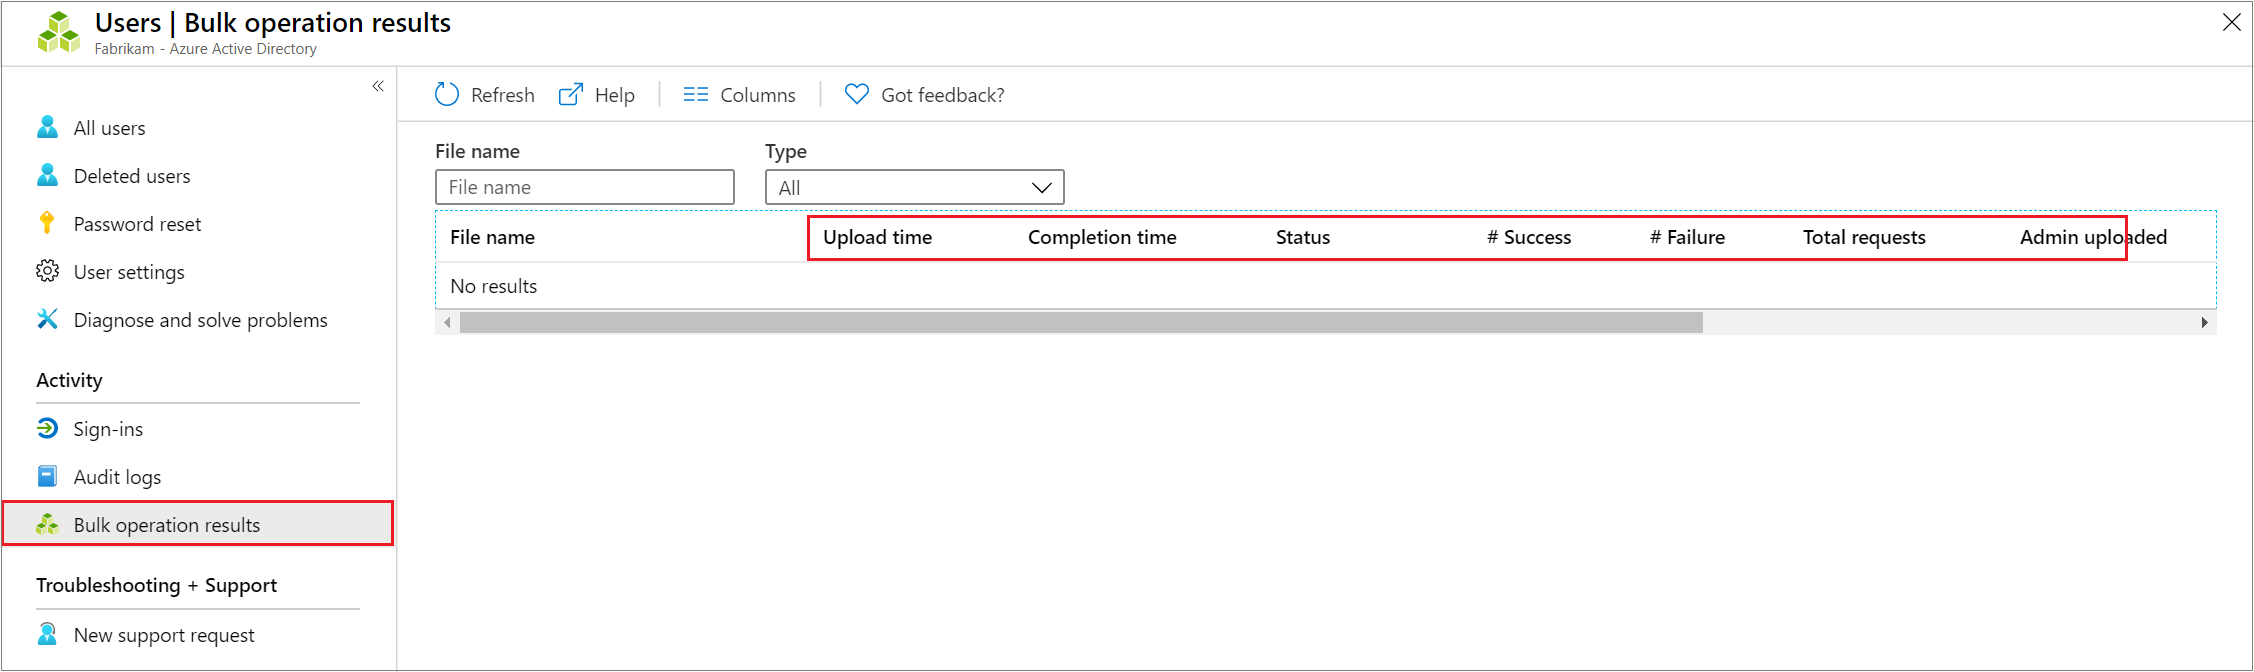 Users | Bulk operation results
Fabrikam - Azure Active Directory
All users
Deleted users
Password reset
User settings
Diagnose and solve problems
Activity
Sign-ins
Audit logs
Bulk operation results
Troubleshooting + Support
New support request
Refresh Help Columns Got feedback?
File name Type
File name All
File name Upload time Completion time Status # Success # Failure Total requests Admin uploaded
No results